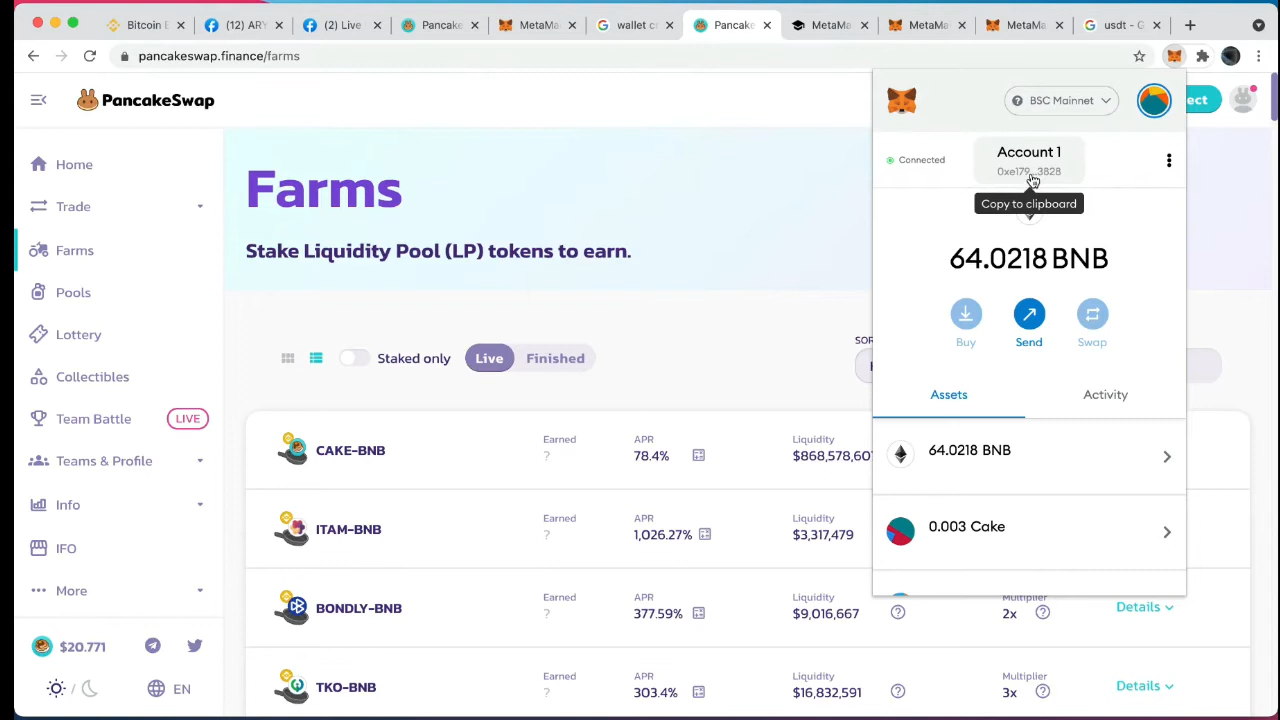 Bitcoin E
(12) ARY
(2) Live
Pancake
MetaMa
wallet c
Pancake
MetaMa
MetaMa
MetaMa
usdt - G
pancakeswap.finance/farms
PancakeSwap
ect
BSC Mainnet
Home
Trade
Farms
Pools
Lottery
Collectibles
Team Battle LIVE
Teams & Profile
Info
IFO
More
$20.771
EN
Farms
Stake Liquidity Pool (LP) tokens to earn.
Staked only
Live
Finished
SOR
CAKE-BNB
Earned
?
APR
78.4%
Liquidity
$868,578,607
ITAM-BNB
Earned
?
APR
1,026.27%
Liquidity
$3,317,479
BONDLY-BNB
Earned
?
APR
377.59%
Liquidity
$9,016,667
Multiplier
2x
Details
TKO-BNB
Earned
?
APR
303.4%
Liquidity
$16,832,591
Multiplier
3x
Details
Connected
Account 1
0xe179...3828
Copy to clipboard
64.0218 BNB
Buy
Send
Swap
Assets
Activity
64.0218 BNB
0.003 Cake